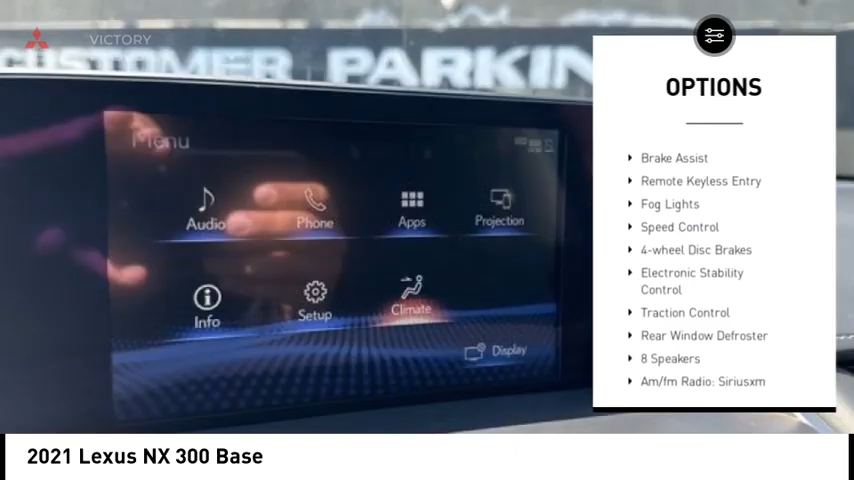 VICTORY
CUSTOMER PARKIN
Menu
Audio
Phone
Apps
Projection
Info
Setup
Climate
Display
OPTIONS
Brake Assist
Remote Keyless Entry
Fog Lights
Speed Control
4-wheel Disc Brakes
Electronic Stability
Control
Traction Control
Rear Window Defroster
8 Speakers
Am/fm Radio: Siriusxm
2021 Lexus NX 300 Base